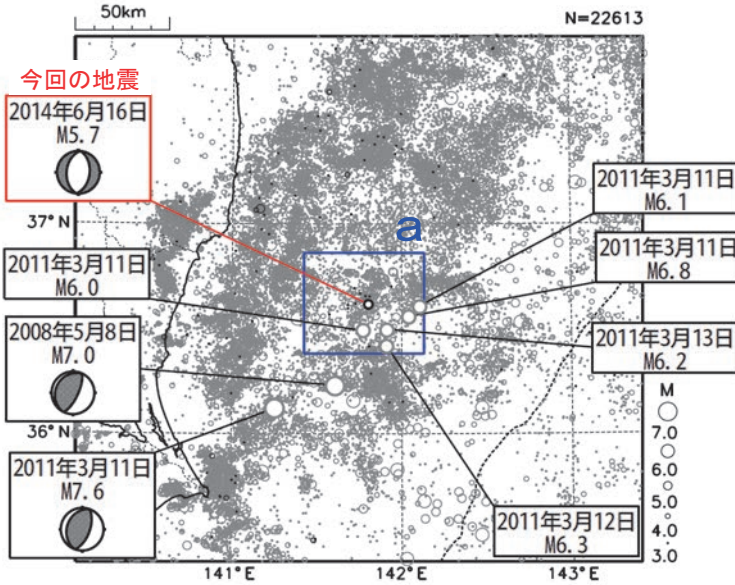 50km
N=22613
今回の地震
2014年6月16日
M5.7
37°N
2011年3月11日
M6.1
a
2011年3月11日
M6.8
2011年3月11日
M6.0
2008年5月8日
M7.0
2011年3月13日
M6.2
M
7.0
6.0
5.0
4.0
3.0
36°N
2011年3月11日
M7.6
2011年3月12日
M6.3
141°E
142°E
143°E